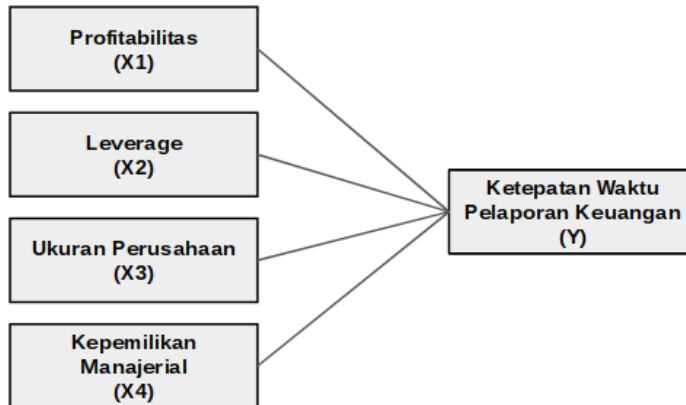 Profitabilitas
(X1)
Leverage
(X2)
Ukuran Perusahaan
(X3)
Kepemilikan
Manajerial
(X4)
Ketepatan Waktu
Pelaporan Keuangan
(Y)